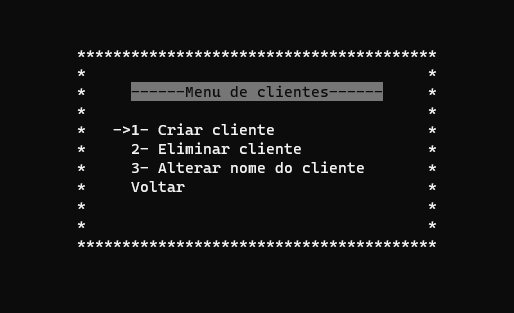 ****************************************
*                                      *
*     ------Menu de clientes------     *
*                                      *
*   ->1- Criar cliente                 *
*     2- Eliminar cliente              *
*     3- Alterar nome do cliente       *
*     Voltar                           *
*                                      *
*                                      *
****************************************